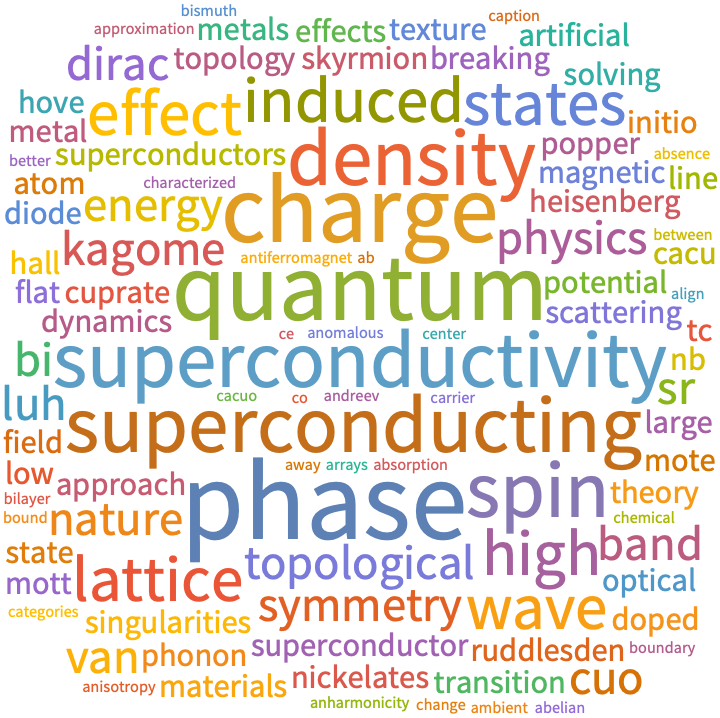 bismuth
caption
approximation metals effects texture artificial
dirac topology skyrmion breaking
solving
hove effect induced states initio
metal
better superconductors density popper absence
atom characterized magnetic line
diode energy charge heisenberg
kagome physics between
hall antiferromagnet ab cacu
flat cuprate quantum potential align
dynamics scattering
ce anomalous center tc
bi superconductivity nb
luh cacuo co andreev carrier sr
superconducting large
field
low away arrays absorption mote
bilayer approach phase spin theory
bound nature chemical
state high band
mott lattice topological optical
categories
singularities symmetry wave doped
van phonon superconductor ruddlesden boundary
anisotropy materials nickelates transition cuo
anharmonicity change ambient abelian